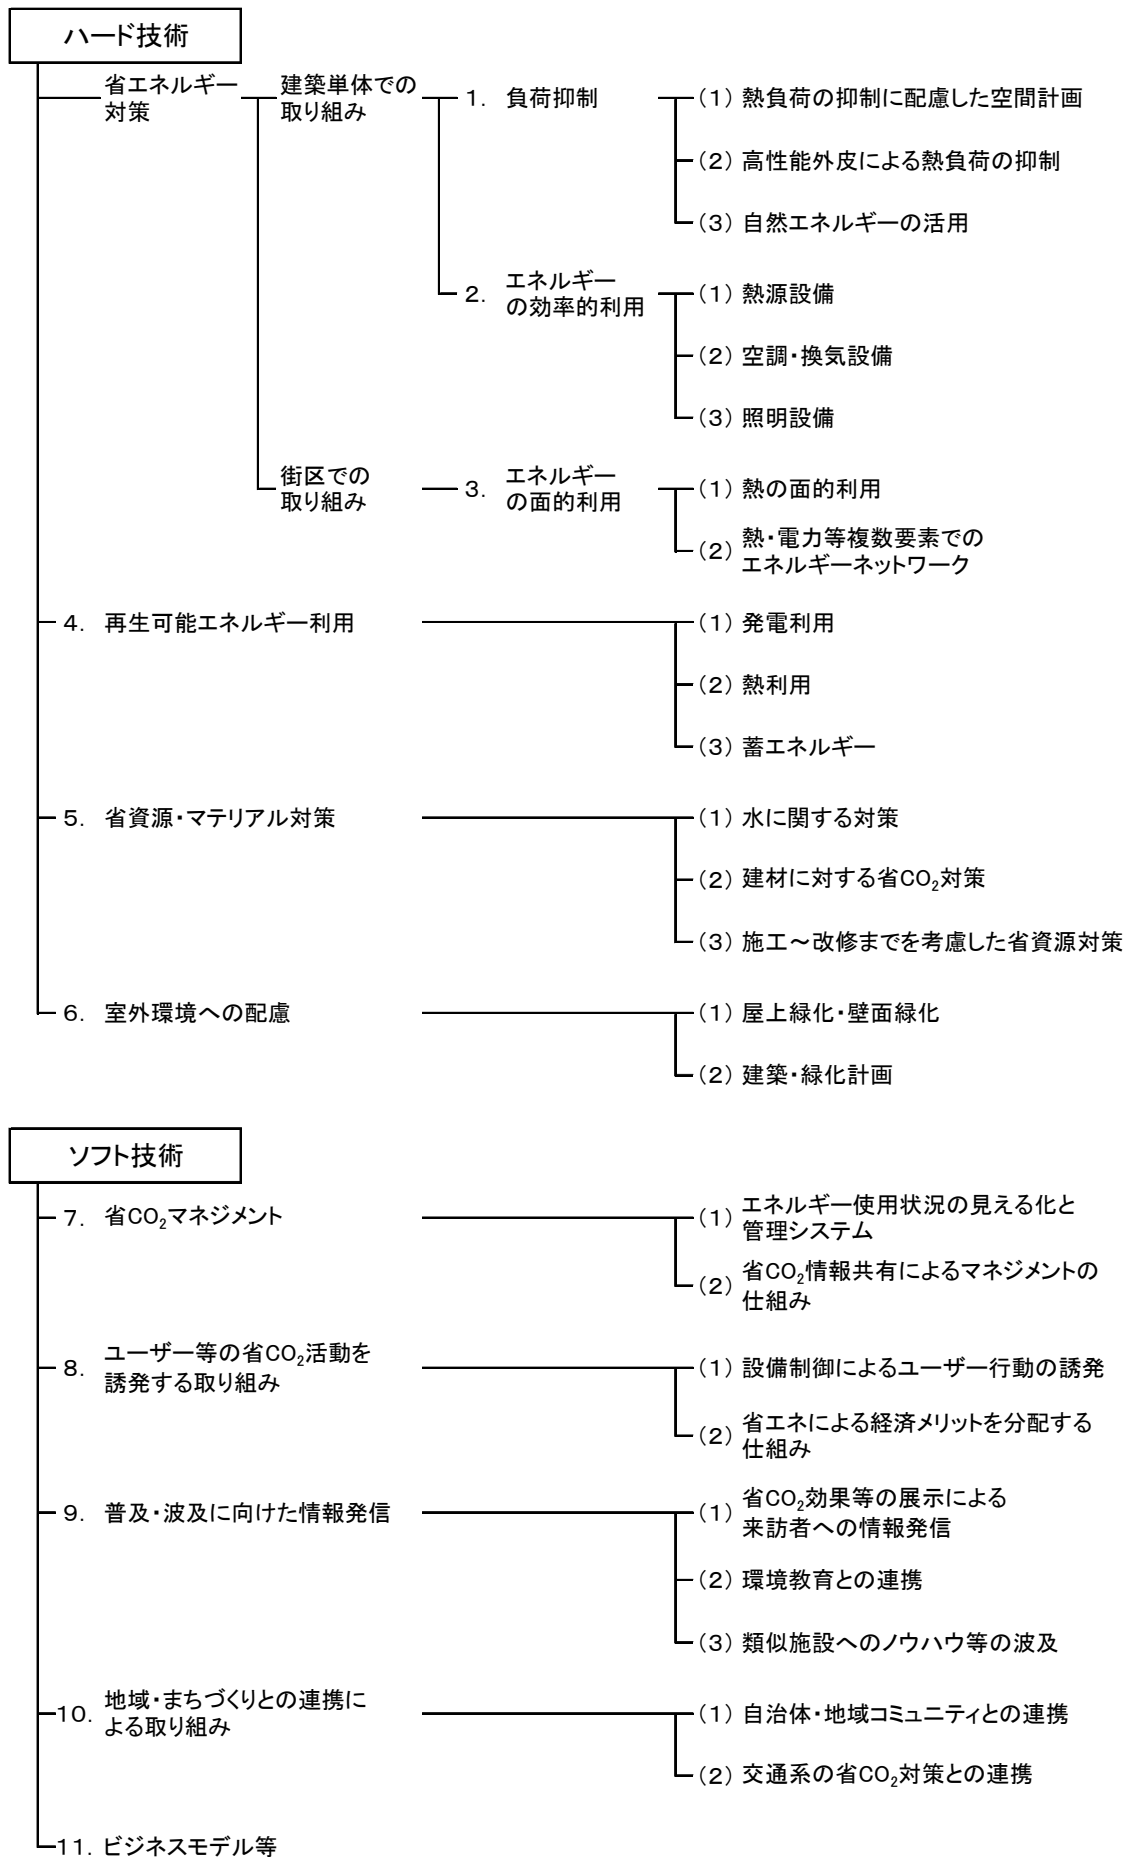 ハード技術
省エネルギー
対策
建築単体での
取り組み
1． 負荷抑制
（1） 熱負荷の抑制に配慮した空間計画
（2） 高性能外皮による熱負荷の抑制
（3） 自然エネルギーの活用
2． エネルギー
の効率的利用
（1） 熱源設備
（2） 空調・換気設備
（3） 照明設備
街区での
取り組み
3． エネルギー
の面的利用
（1） 熱の面的利用
（2） 熱・電力等複数要素での
エネルギーネットワーク
4． 再生可能エネルギー利用
（1） 発電利用
（2） 熱利用
（3） 蓄エネルギー
5． 省資源・マテリアル対策
（1） 水に関する対策
（2） 建材に対する省CO₂対策
（3） 施工～改修までを考慮した省資源対策
6． 室外環境への配慮
（1） 屋上緑化・壁面緑化
（2） 建築・緑化計画
ソフト技術
7． 省CO₂マネジメント
（1） エネルギー使用状況の見える化と
管理システム
（2） 省CO₂情報共有によるマネジメントの
仕組み
8． ユーザー等の省CO₂活動を
誘発する取り組み
（1） 設備制御によるユーザー行動の誘発
（2） 省エネによる経済メリットを分配する
仕組み
9． 普及・波及に向けた情報発信
（1） 省CO₂効果等の展示による
来訪者への情報発信
（2） 環境教育との連携
（3） 類似施設へのノウハウ等の波及
10． 地域・まちづくりとの連携に
よる取り組み
（1） 自治体・地域コミュニティとの連携
（2） 交通系の省CO₂対策との連携
11． ビジネスモデル等